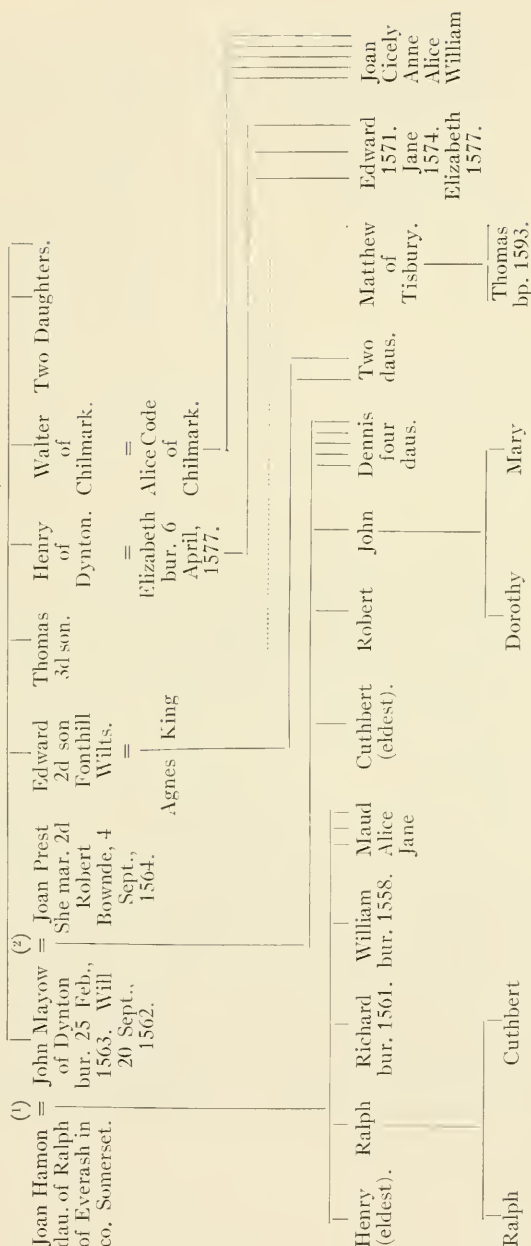 (1)
(2)
Joan Hamon = John Mayow = Joan Prest
dau. of Ralph
of Everash in
co. Somerset.
of Dynton
bur. 25 Feb.,
1563. Will
20 Sept.,
1562.
She mar. 2d
Robert
Bownde, 4
Sept.,
1564.
Edward
2d son
Fonthill
Wilts.
=
Agnes King
Thomas
3d son.
Henry
of
Dynton.
=
Elizabeth
bur. 6
April,
1577.
Walter
of
Chilmark.
=
Alice Code
of
Chilmark.
Two Daughters.
Henry
(eldest).
Ralph
Richard
bur. 1561.
William
bur. 1558.
Maud
Alice
Jane
Cuthbert
(eldest).
Robert
John
Dennis
four
daus.
Two
daus.
Matthew
of
Tisbury.
Edward
1571.
Jane
1574.
Elizabeth
1577.
Joan
Cicely
Anne
Alice
William
Ralph
Cuthbert
Dorothy
Mary
Thomas
bp. 1593.